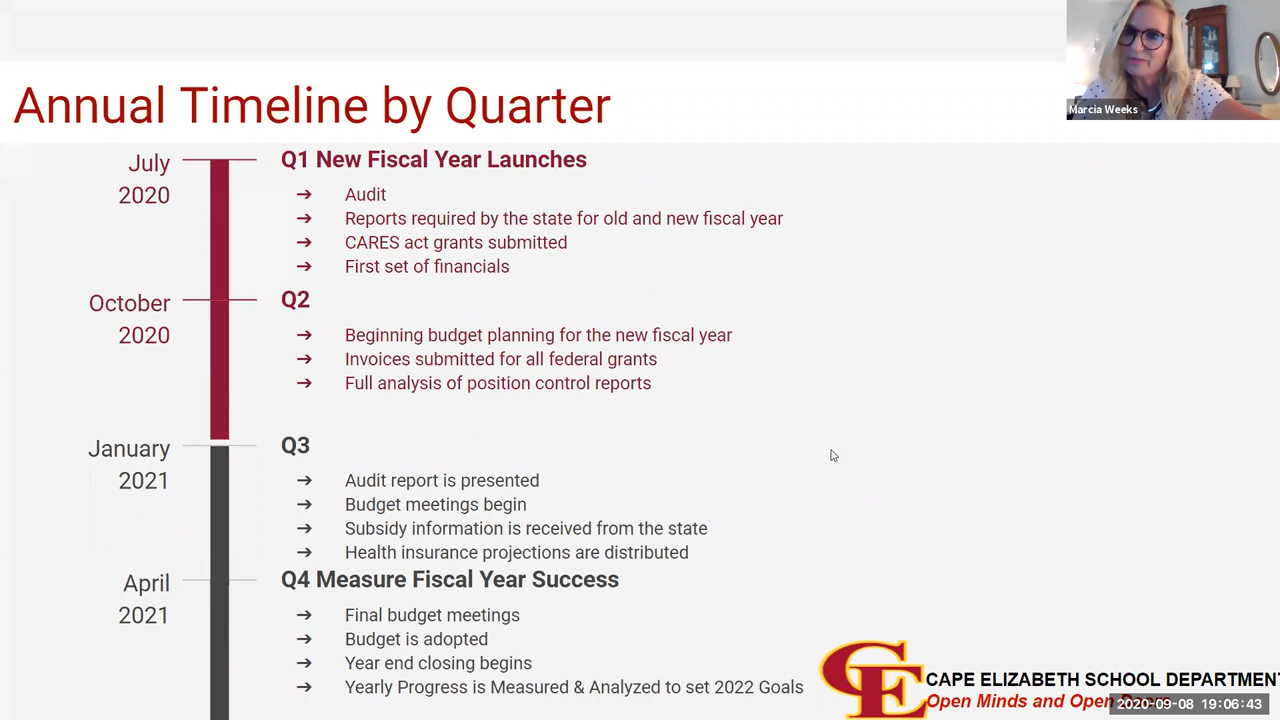 Annual Timeline by Quarter
Marcia Weeks
July
2020
Q1 New Fiscal Year Launches
➔ Audit
➔ Reports required by the state for old and new fiscal year
➔ CARES act grants submitted
➔ First set of financials
October
2020
Q2
➔ Beginning budget planning for the new fiscal year
➔ Invoices submitted for all federal grants
➔ Full analysis of position control reports
January
2021
Q3
➔ Audit report is presented
➔ Budget meetings begin
➔ Subsidy information is received from the state
➔ Health insurance projections are distributed
April
2021
Q4 Measure Fiscal Year Success
➔ Final budget meetings
➔ Budget is adopted
➔ Year end closing begins
➔ Yearly Progress is Measured & Analyzed to set 2022 Goals
CE
CAPE ELIZABETH SCHOOL DEPARTMENT
Open Minds and Open
2020-09-08 19:06:43